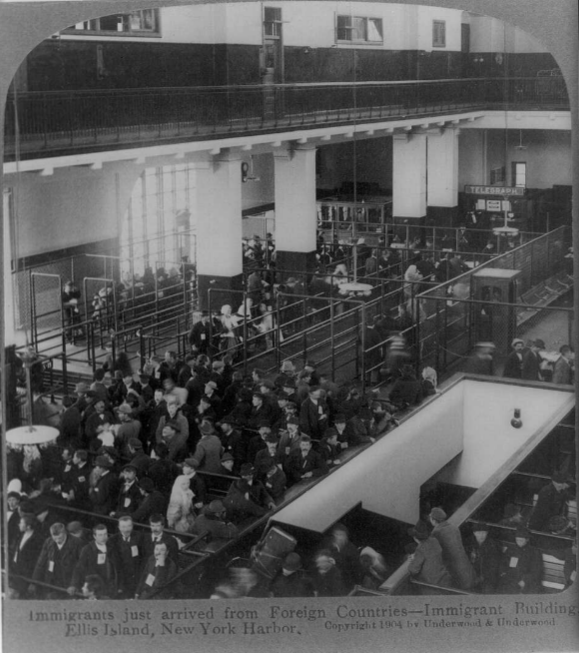 TELEGRAPH
Immigrants just arrived from Foreign Countries—Immigrant Building,
Ellis Island, New York Harbor. Copyright 1904 by Underwood & Underwood